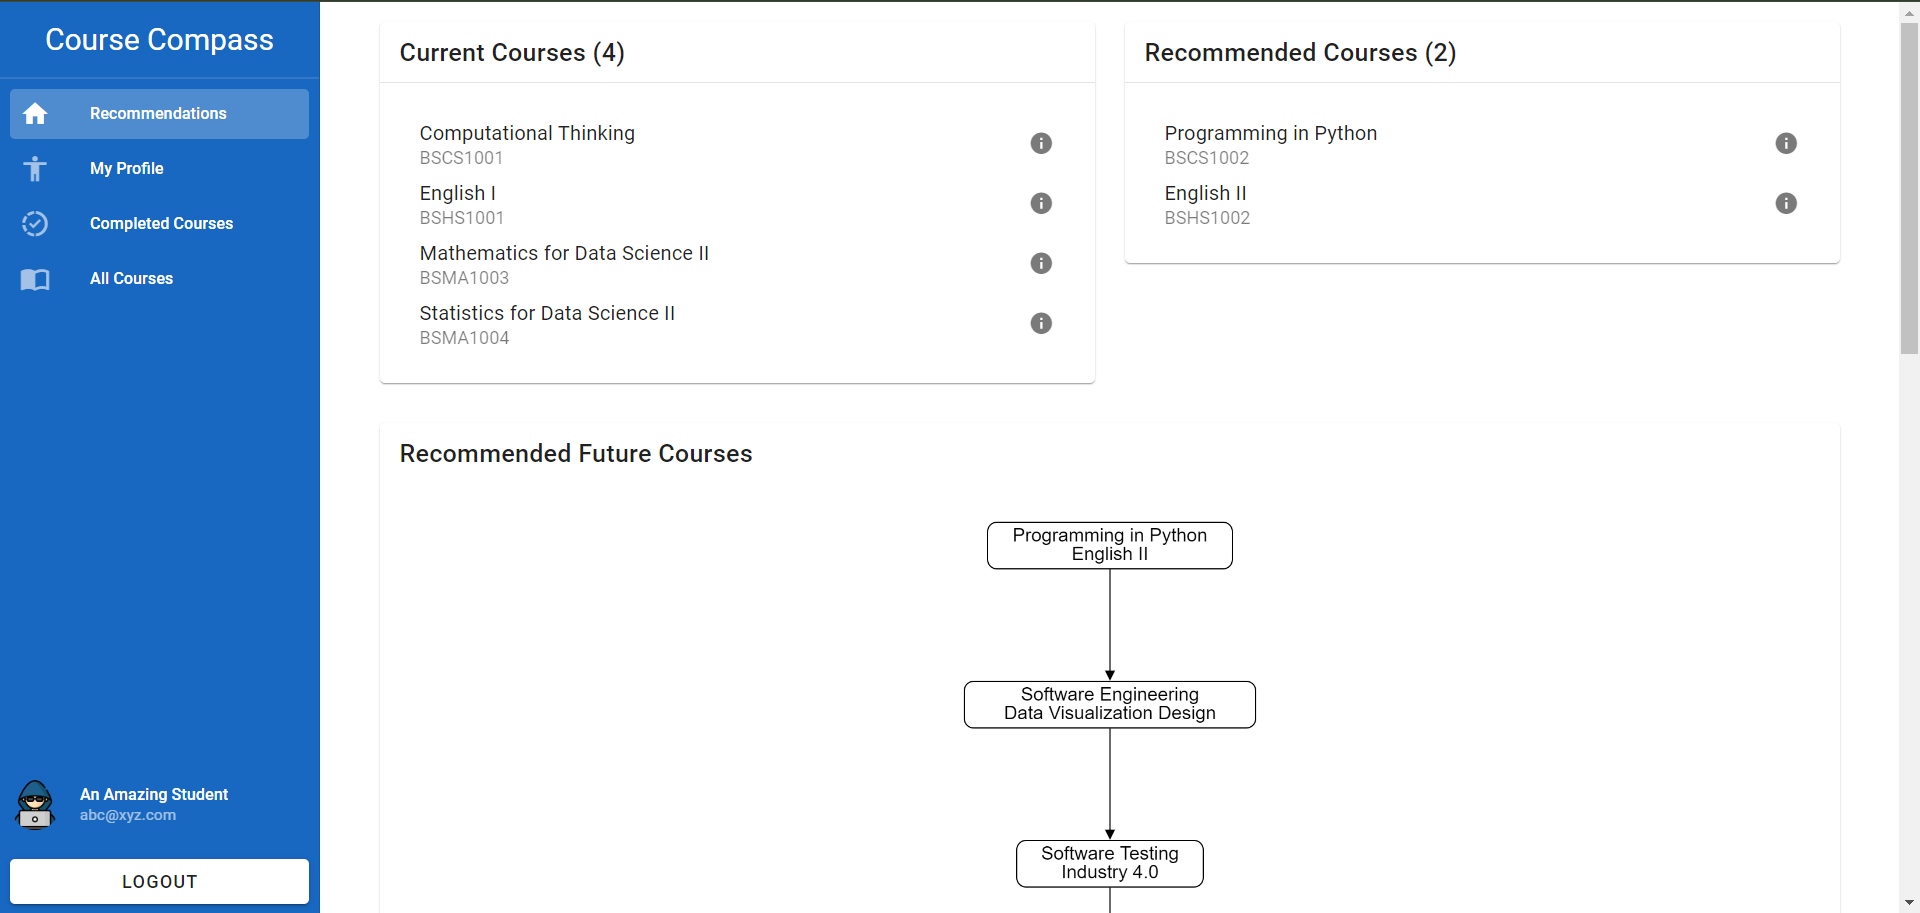 Course Compass
Recommendations
My Profile
Completed Courses
All Courses
An Amazing Student
abc@xyz.com
LOGOUT
Current Courses (4)
Computational Thinking
BSCS1001
English I
BSHS1001
Mathematics for Data Science II
BSMA1003
Statistics for Data Science II
BSMA1004
Recommended Courses (2)
Programming in Python
BSCS1002
English II
BSHS1002
Recommended Future Courses
Programming in Python
English II
Software Engineering
Data Visualization Design
Software Testing
Industry 4.0